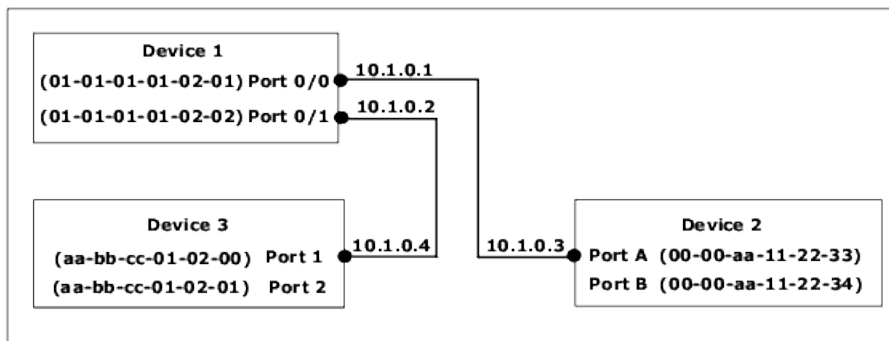 Device 1
(01-01-01-01-02-01) Port 0/0
10.1.0.1
(01-01-01-01-02-02) Port 0/1
10.1.0.2
Device 3
(aa-bb-cc-01-02-00) Port 1
10.1.0.4
(aa-bb-cc-01-02-01) Port 2
Device 2
10.1.0.3
Port A (00-00-aa-11-22-33)
Port B (00-00-aa-11-22-34)